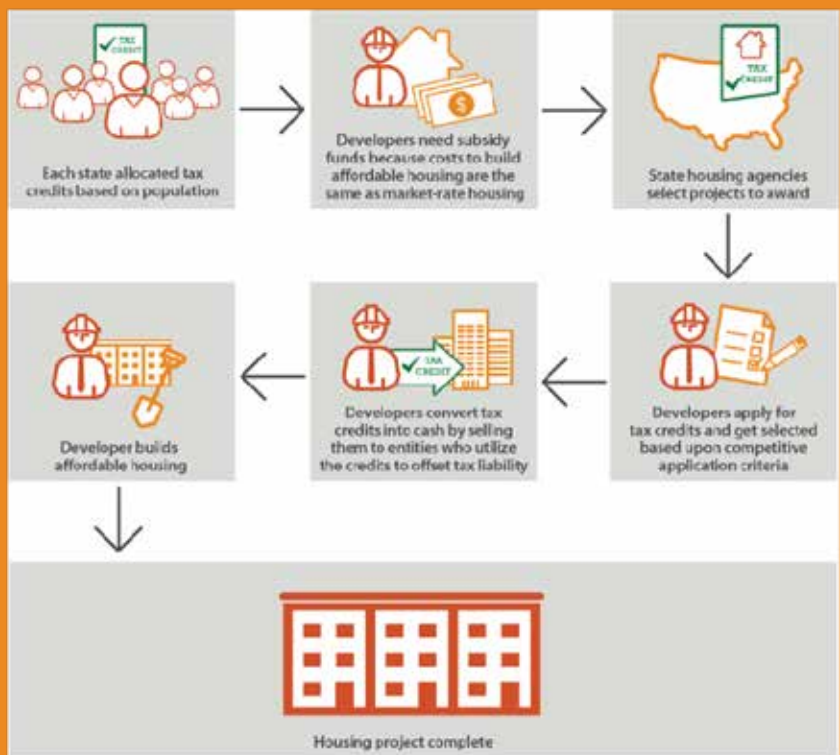 TAX
CREDIT
Each state allocated tax
credits based on population
Developers need subsidy
funds because costs to build
affordable housing are the
same as market-rate housing
TAX
CREDIT
State housing agencies
select projects to award
Developers apply for
tax credits and get selected
based upon competitive
application criteria
TAX
CREDIT
Developers convert tax
credits into cash by selling
them to entities who utilize
the credits to offset tax liability
Developer builds
affordable housing
Housing project complete